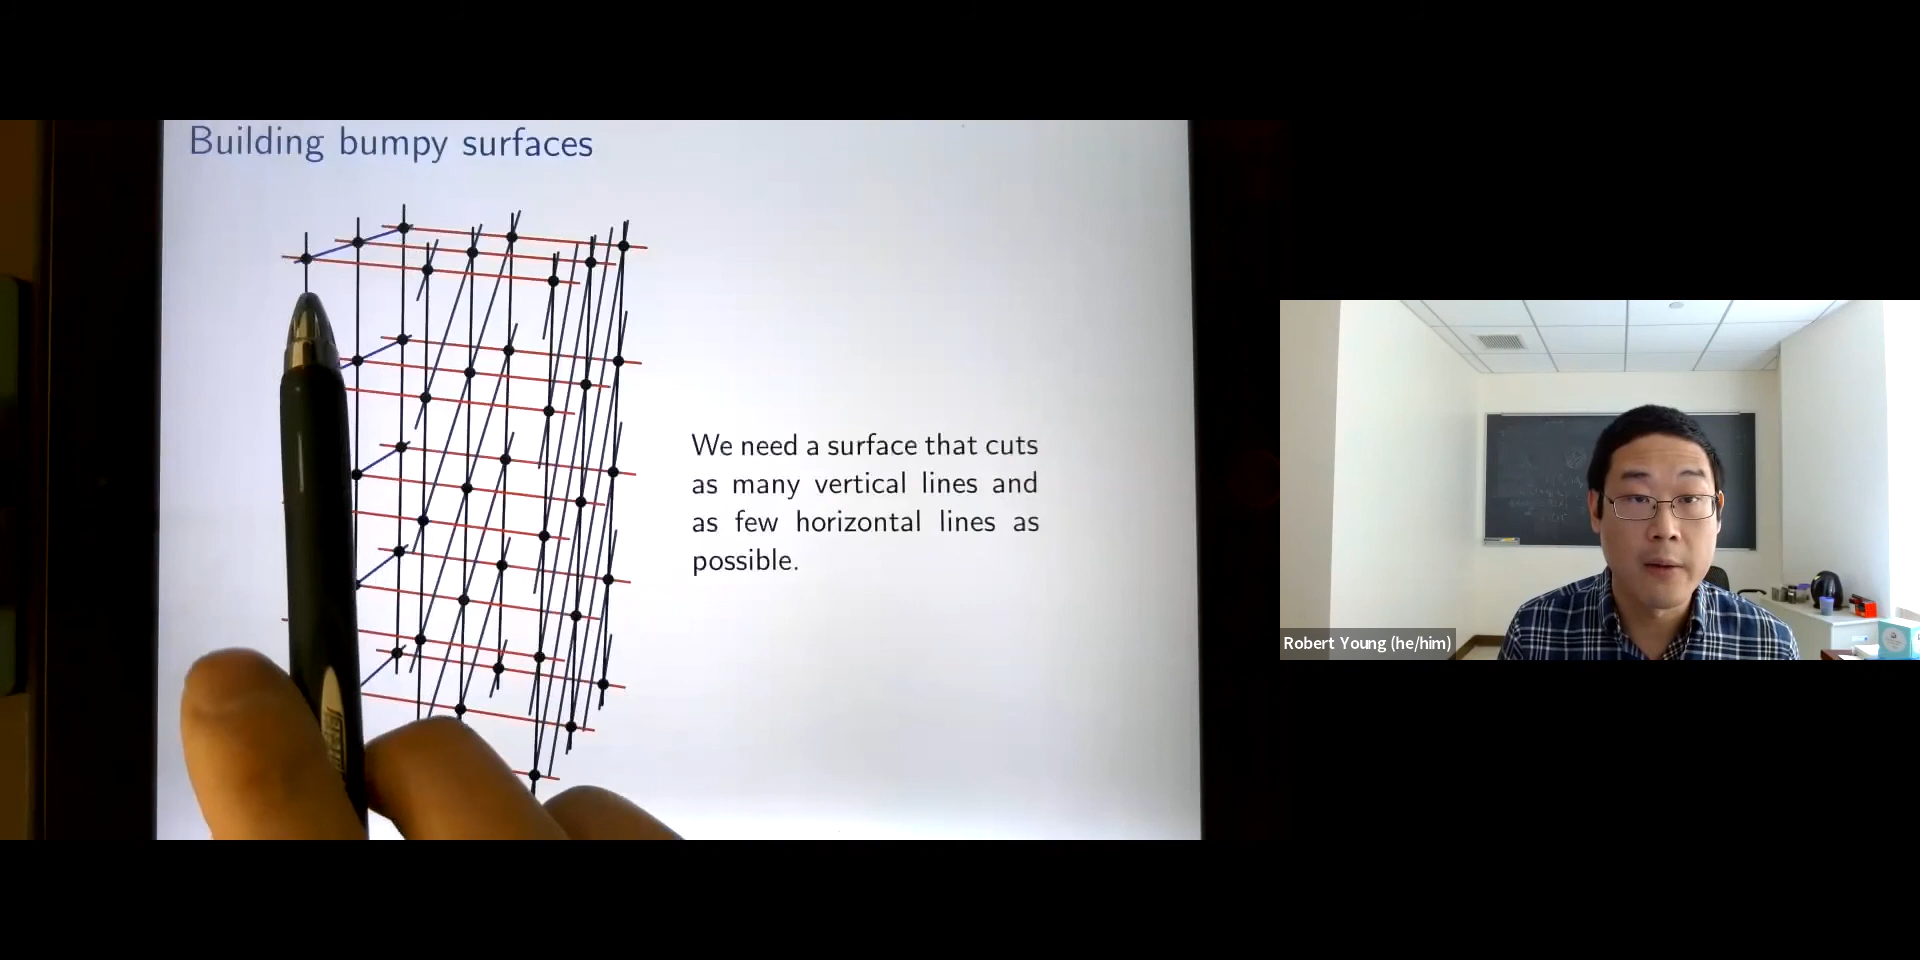 Building bumpy surfaces
We need a surface that cuts
as many vertical lines and
as few horizontal lines as
possible.
Robert Young (he/him)